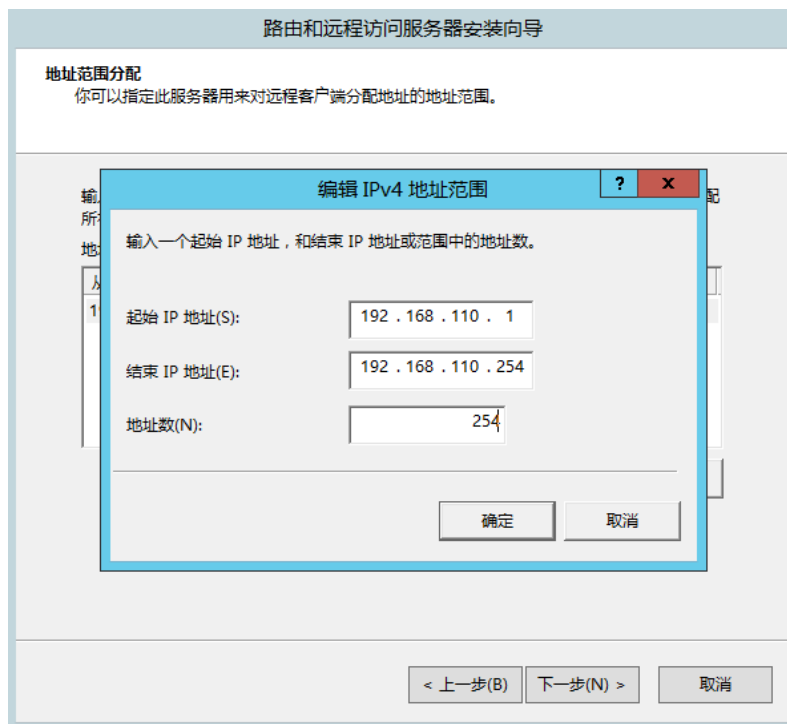 路由和远程访问服务器安装向导
地址范围分配
你可以指定此服务器用来对远程客户端分配地址的地址范围。
编辑 IPv4 地址范围
? x
输入一个起始 IP 地址，和结束 IP 地址或范围中的地址数。
起始 IP 地址(S): 192 . 168 . 110 . 1
结束 IP 地址(E): 192 . 168 . 110 . 254
地址数(N): 254
确定 取消
< 上一步(B) 下一步(N) > 取消